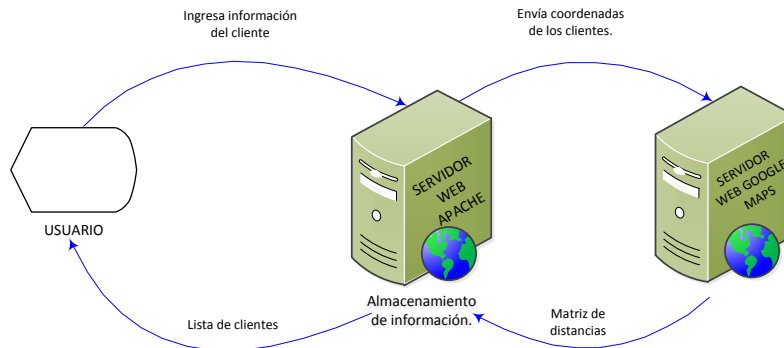 Ingresa información
del cliente
Envía coordenadas
de los clientes.
SERVIDOR
WEB
APACHE
SERVIDOR
WEB GOOGLE
MAPS
USUARIO
Almacenamiento
de información.
Lista de clientes
Matriz de
distancias